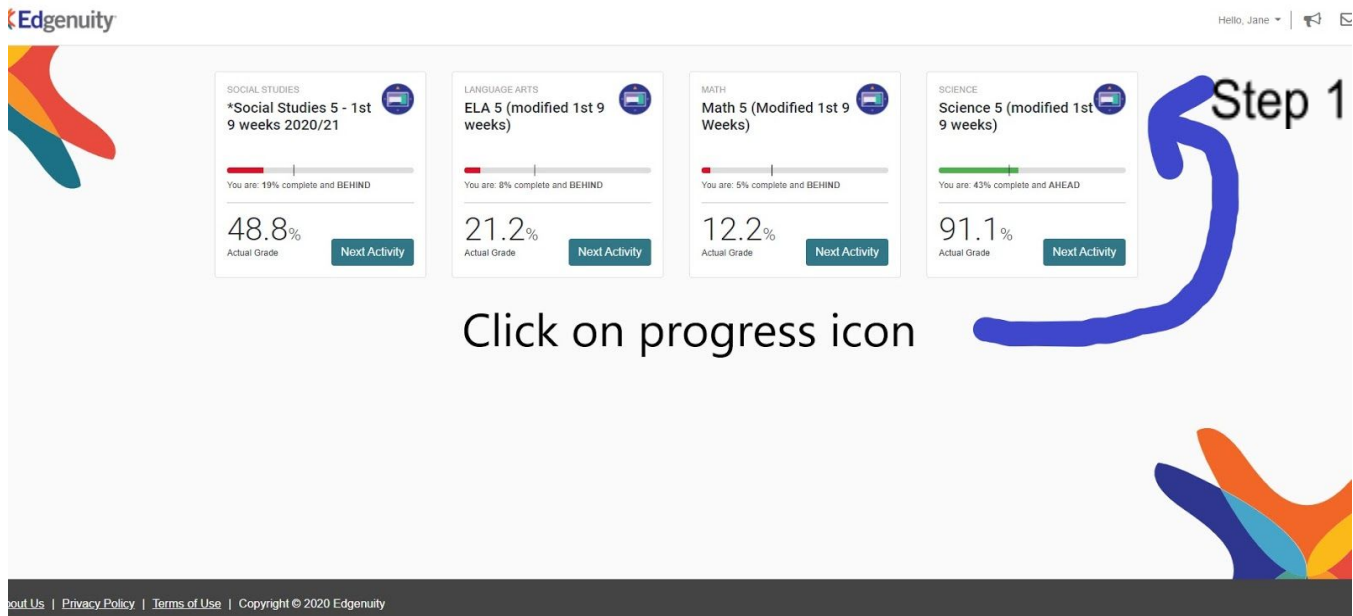 Edgenuity
Hello, Jane
SOCIAL STUDIES
*Social Studies 5 - 1st
9 weeks 2020/21
You are: 19% complete and BEHIND
48.8%
Actual Grade
Next Activity
LANGUAGE ARTS
ELA 5 (modified 1st 9
weeks)
You are: 8% complete and BEHIND
21.2%
Actual Grade
Next Activity
MATH
Math 5 (Modified 1st 9
Weeks)
You are: 5% complete and BEHIND
12.2%
Actual Grade
Next Activity
SCIENCE
Science 5 (modified 1st
9 weeks)
You are: 43% complete and AHEAD
91.1%
Actual Grade
Next Activity
Step 1
Click on progress icon
bout Us | Privacy Policy | Terms of Use | Copyright © 2020 Edgenuity